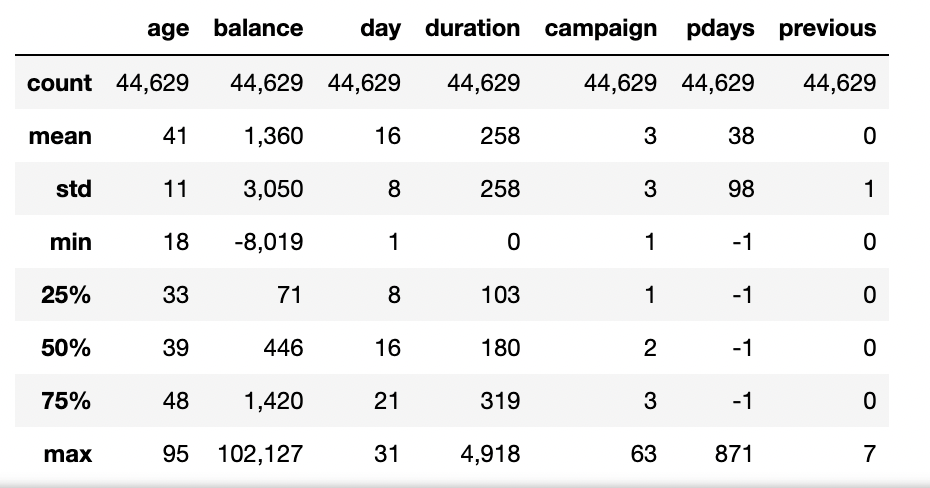 age balance day duration campaign pdays previous
count 44,629 44,629 44,629 44,629 44,629 44,629 44,629
mean 41 1,360 16 258 3 38 0
std 11 3,050 8 258 3 98 1
min 18 -8,019 1 0 1 -1 0
25% 33 71 8 103 1 -1 0
50% 39 446 16 180 2 -1 0
75% 48 1,420 21 319 3 -1 0
max 95 102,127 31 4,918 63 871 7